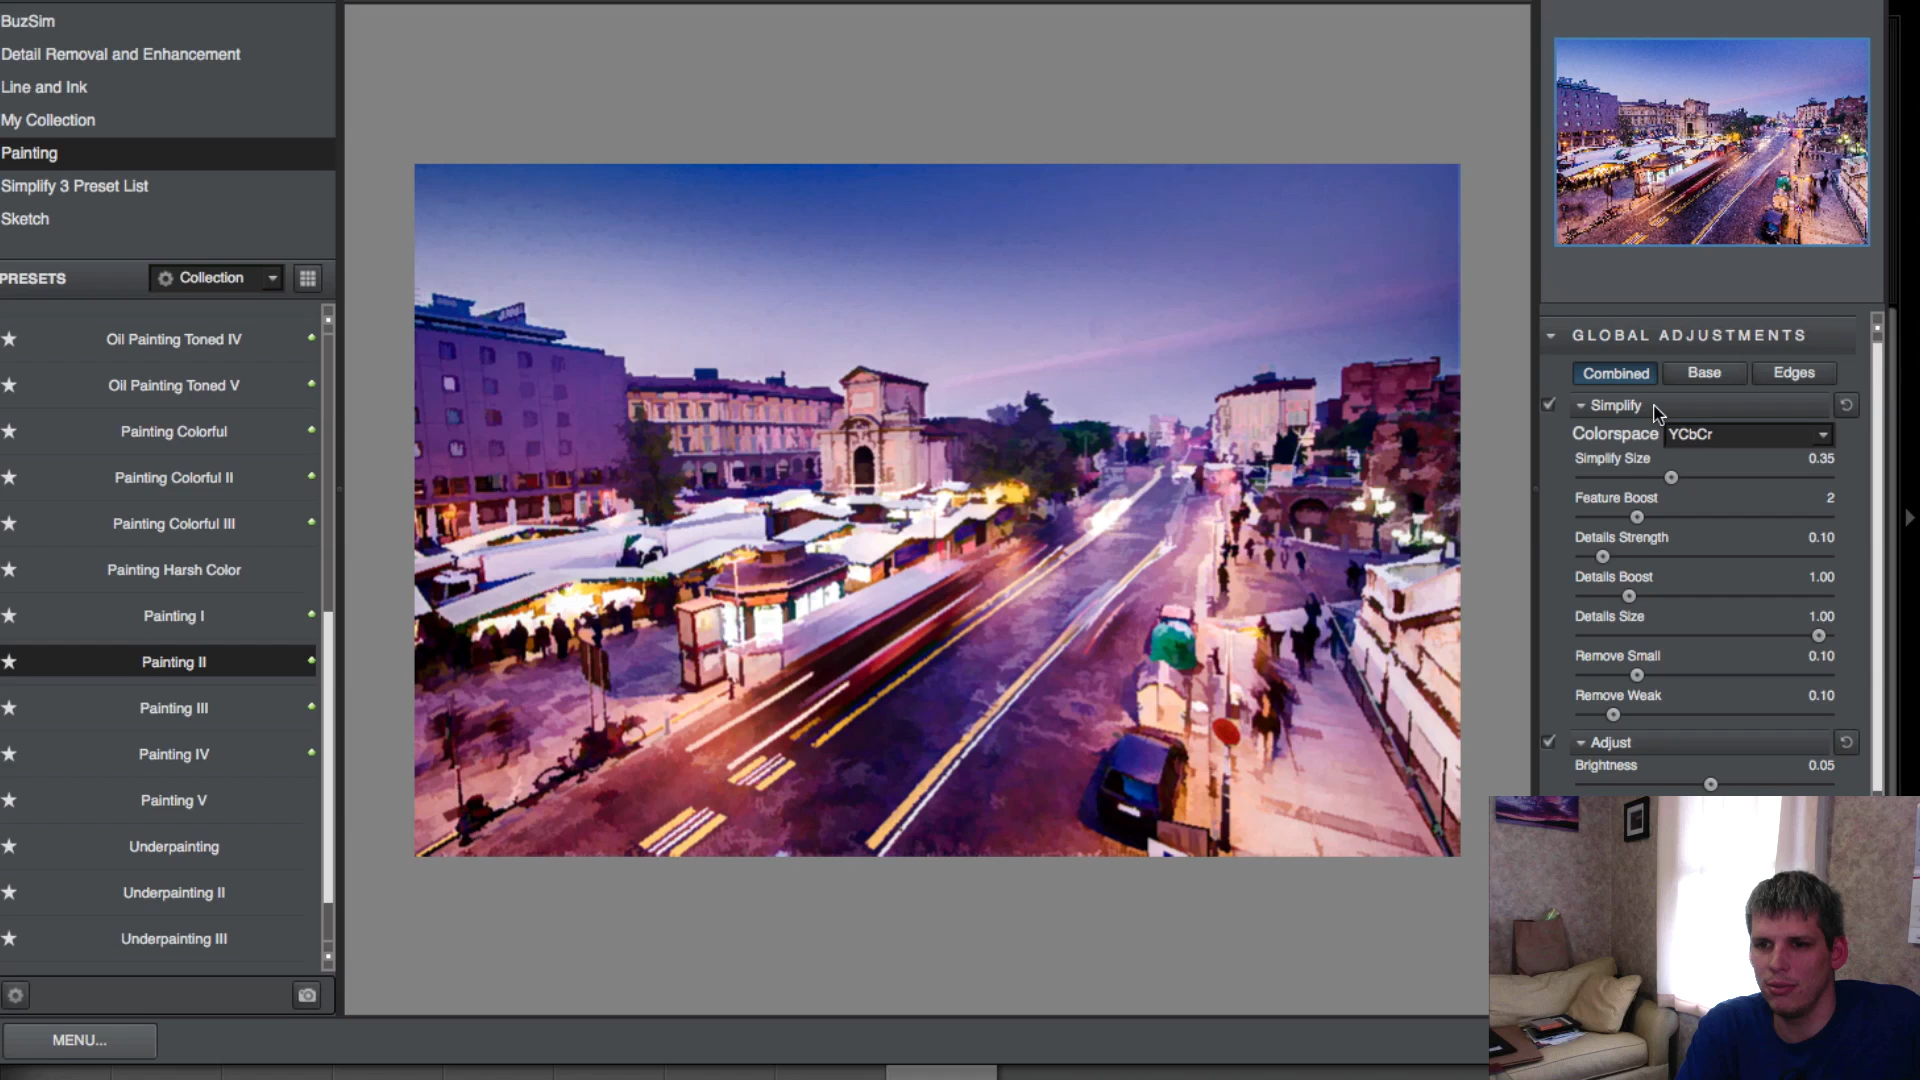 BuzSim
Detail Removal and Enhancement
Line and Ink
My Collection
Painting
Simplify 3 Preset List
Sketch
PRESETS
Collection
Oil Painting Toned IV
Oil Painting Toned V
Painting Colorful
Painting Colorful II
Painting Colorful III
Painting Harsh Color
Painting I
Painting II
Painting III
Painting IV
Painting V
Underpainting
Underpainting II
Underpainting III
MENU...
GLOBAL ADJUSTMENTS
Combined Base Edges
Simplify
Colorspace YCbCr
Simplify Size 0.35
Feature Boost 2
Details Strength 0.10
Details Boost 1.00
Details Size 1.00
Remove Small 0.10
Remove Weak 0.10
Adjust
Brightness 0.05